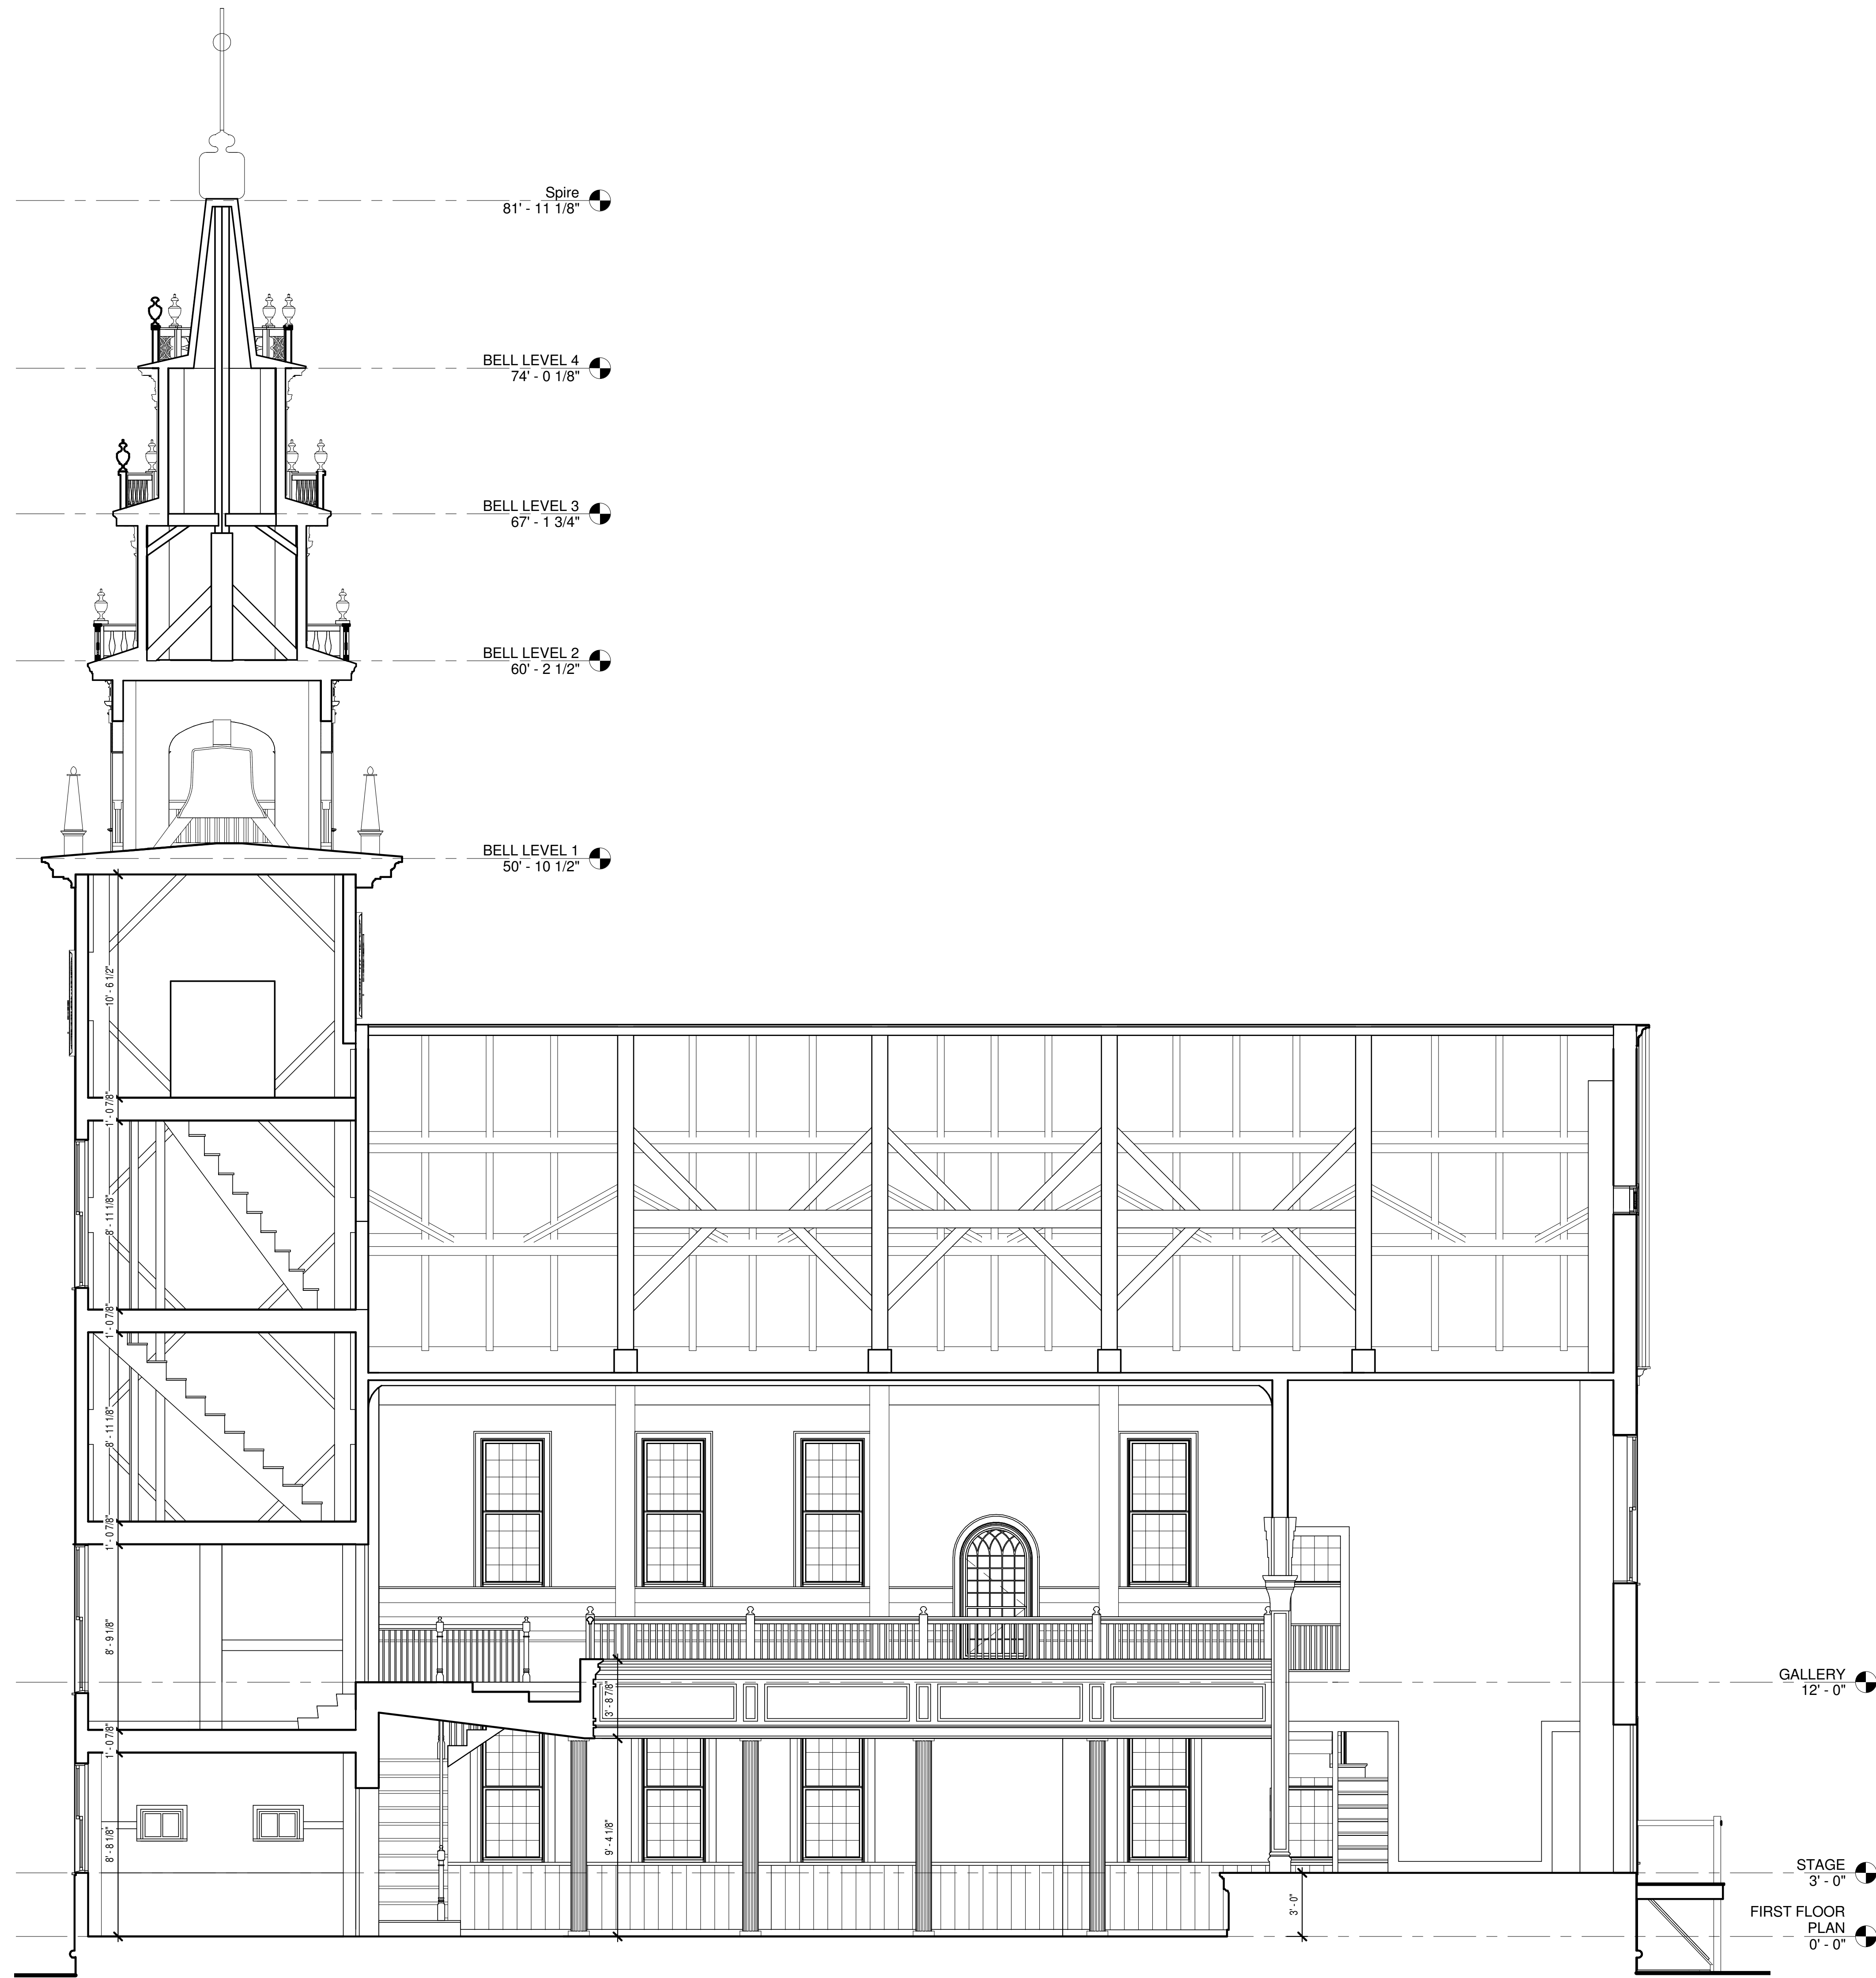 Spire
81' - 11 1/8"
BELL LEVEL 4
74' - 0 1/8"
BELL LEVEL 3
67' - 1 3/4"
BELL LEVEL 2
60' - 2 1/2"
BELL LEVEL 1
50' - 10 1/2"
10' - 6 1/2"
1' - 0 7/8"
8' - 11 1/8"
1' - 0 7/8"
8' - 11 1/8"
1' - 0 7/8"
8' - 9 1/8"
1' - 0 7/8"
8' - 8 1/8"
3' - 8 7/8"
9' - 4 1/8"
3' - 0"
GALLERY
12' - 0"
STAGE
3' - 0"
FIRST FLOOR
PLAN
0' - 0"